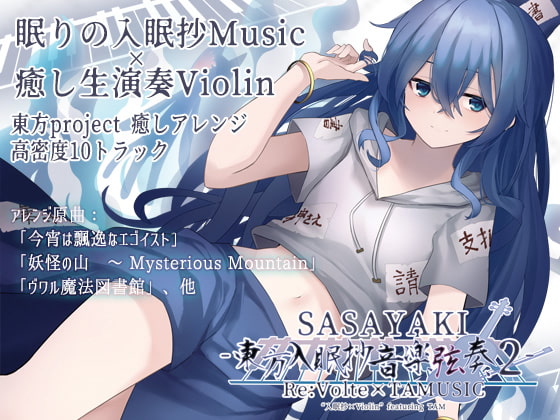 眠りの入眠抄Music
×
癒し生演奏Violin
東方project 癒しアレンジ
高密度10トラック
アレンジ原曲：
「今宵は飄逸なエゴイスト」
「妖怪の山　～ Mysterious Mountain」
「ヴワル魔法図書館」、他
書
請
支払
SASAYAKI
-東方入眠抄音楽弦奏・2-
Re:Volte×TAMUSIC
"入眠抄×Violin" featuring TAM